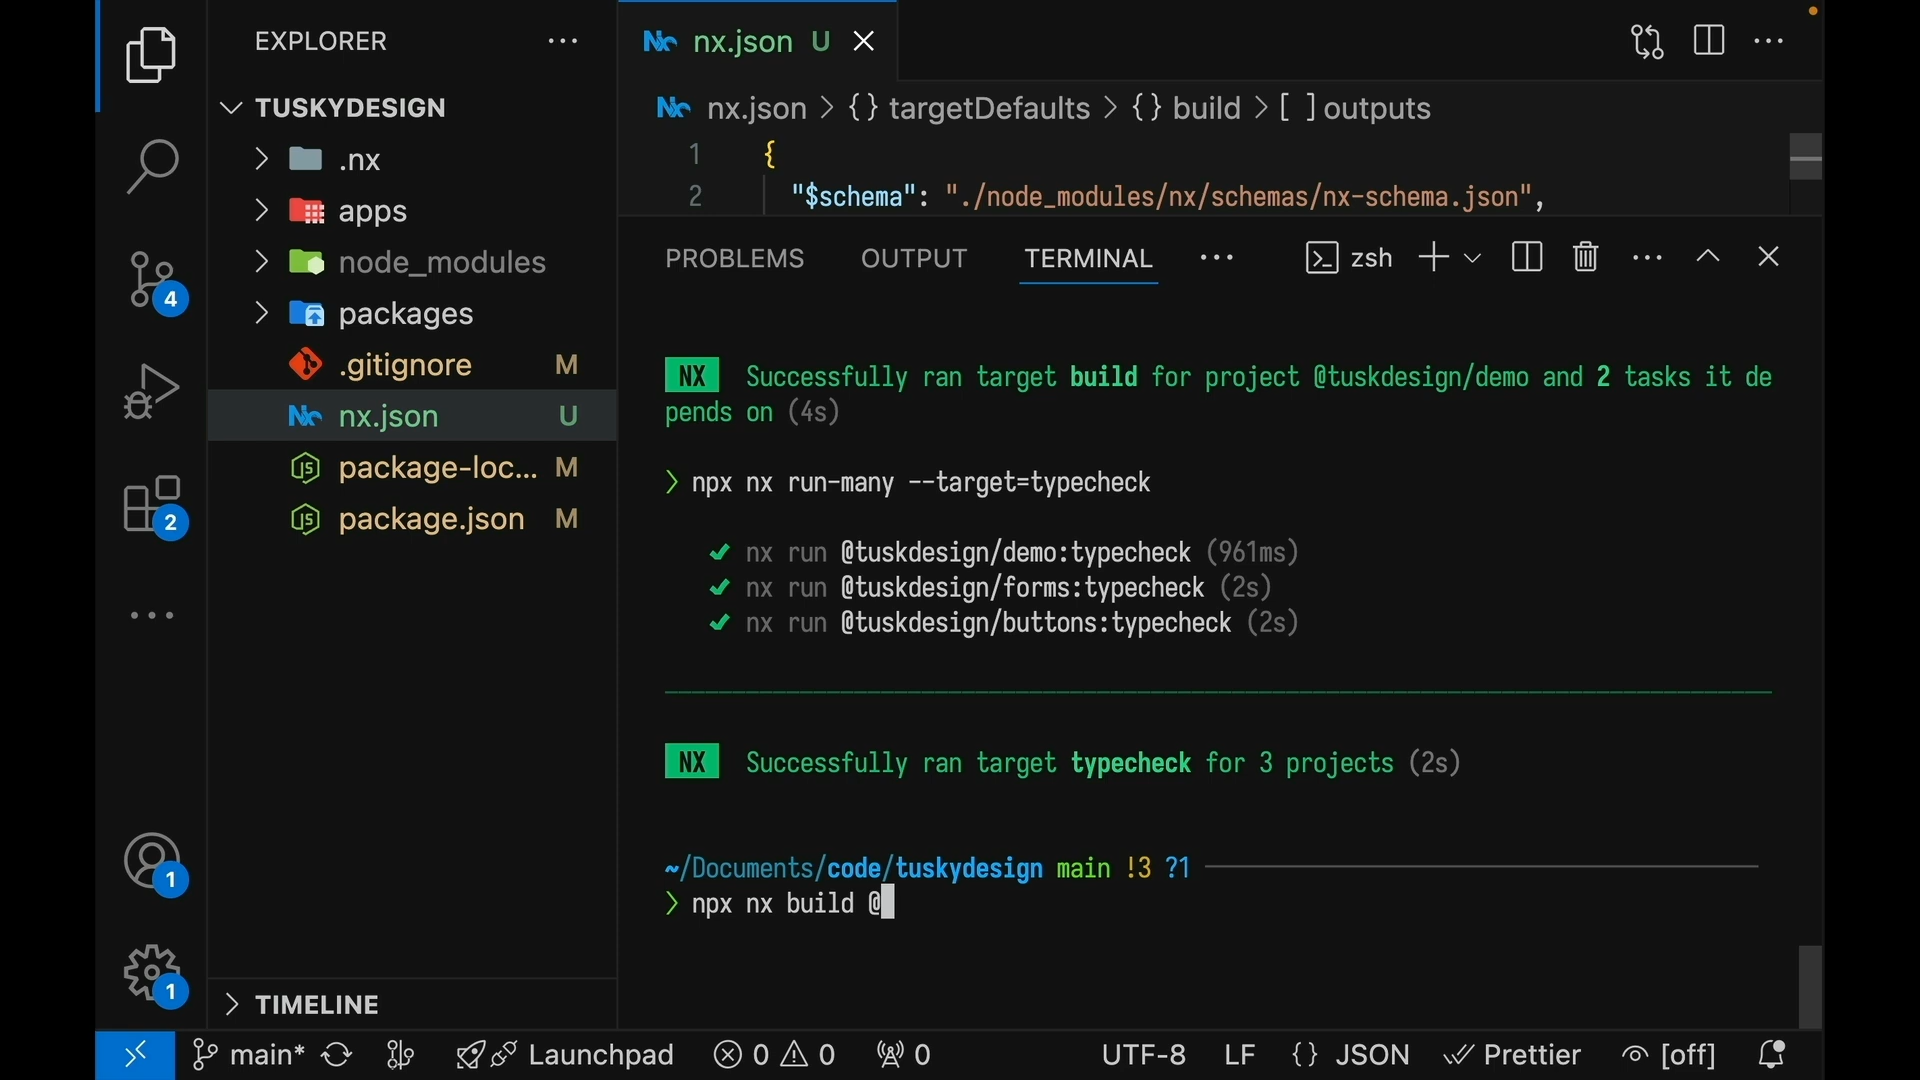 EXPLORER
TUSKYDESIGN
.nx
apps
node_modules
packages
.gitignore M
nx.json U
package-loc... M
package.json M
TIMELINE
4
2
1
1
nx.json U
nx.json > {} targetDefaults > {} build > [ ] outputs
1 {
2 "$schema": "./node_modules/nx/schemas/nx-schema.json",
PROBLEMS OUTPUT TERMINAL ... zsh
NX Successfully ran target build for project @tuskdesign/demo and 2 tasks it de
pends on (4s)
❯ npx nx run-many --target=typecheck
✔ nx run @tuskdesign/demo:typecheck (961ms)
✔ nx run @tuskdesign/forms:typecheck (2s)
✔ nx run @tuskdesign/buttons:typecheck (2s)
NX Successfully ran target typecheck for 3 projects (2s)
~/Documents/code/tuskydesign main !3 ?1
❯ npx nx build @
main* Launchpad 0 0 0 UTF-8 LF {} JSON Prettier [off]